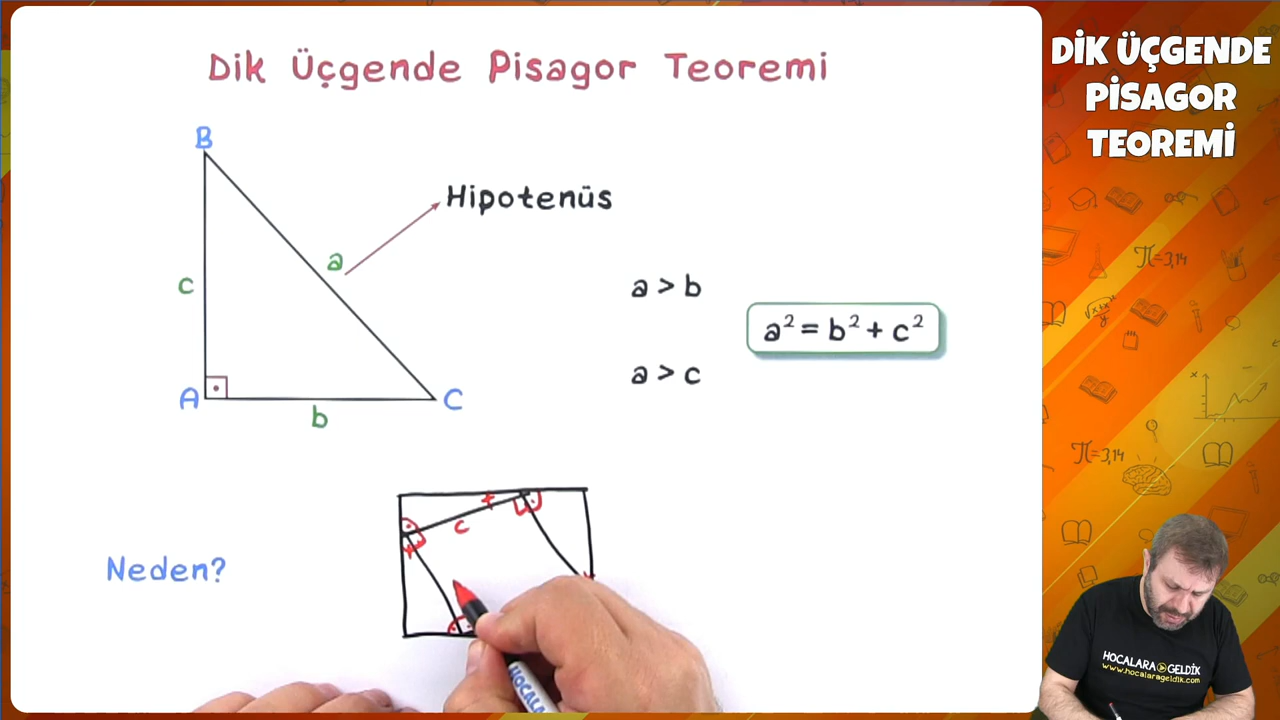 Dik Üçgende Pisagor Teoremi
DİK ÜÇGENDE
PİSAGOR
TEOREMİ
B
Hipotenüs
a
c
a > b
a² = b² + c²
a > c
A
C
b
π=3,14
x
π=3,14
c
Neden?
HOCALARA GELDİK
www.hocalarageldik.com
HOCALA